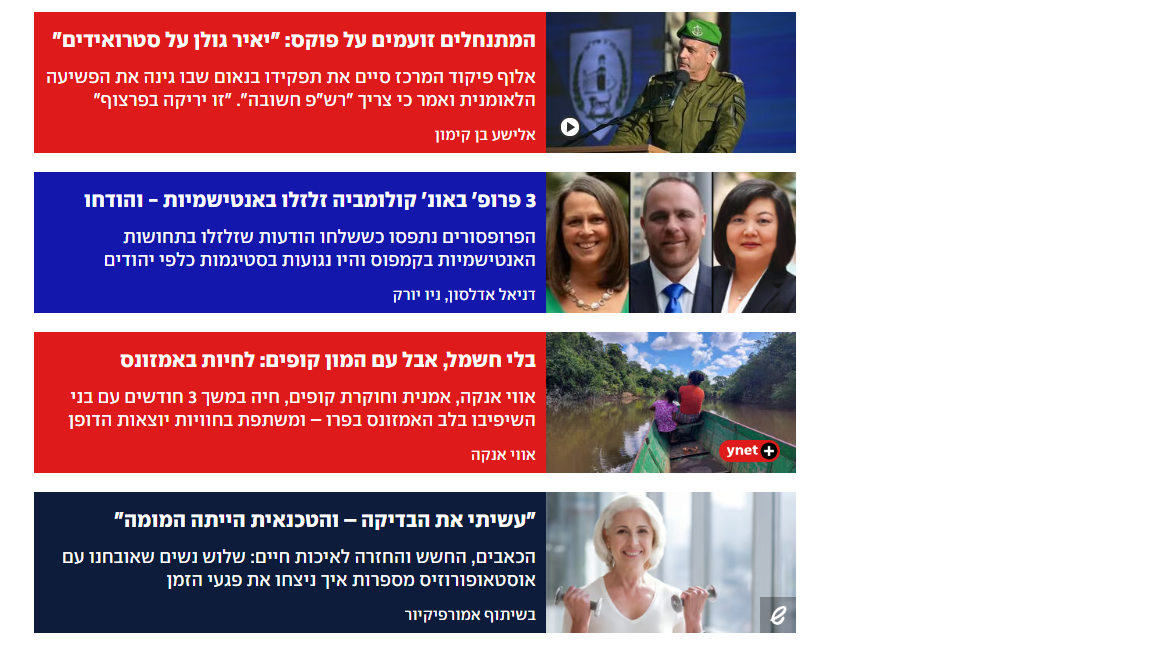 המתנחלים זועמים על פוקס: "יאיר גולן על סטרואידים"
אלוף פיקוד המרכז סיים את תפקידו בנאום שבו גינה את הפשיעה
הלאומנית ואמר כי צריך "רש"פ חשובה". "זו יריקה בפרצוף"
אלישע בן קימון
3 פרופ' באונ' קולומביה זלזלו באנטישמיות - והודחו
הפרופסורים נתפסו כששלחו הודעות שזלזלו בתחושות
האנטישמיות בקמפוס והיו נגועות בסטיגמות כלפי יהודים
דניאל אדלסון, ניו יורק
בלי חשמל, אבל עם המון קופים: לחיות באמזונס
אווי אנקה, אמנית וחוקרת קופים, חיה במשך 3 חודשים עם בני
השיפיבו בלב האמזונס בפרו – ומשתפת בחוויות יוצאות הדופן
אווי אנקה
ynet+
"עשיתי את הבדיקה – והטכנאית הייתה המומה"
הכאבים, החשש והחזרה לאיכות חיים: שלוש נשים שאובחנו עם
אוסטאופורוזיס מספרות איך ניצחו את פגעי הזמן
בשיתוף אמורפיקיור
e